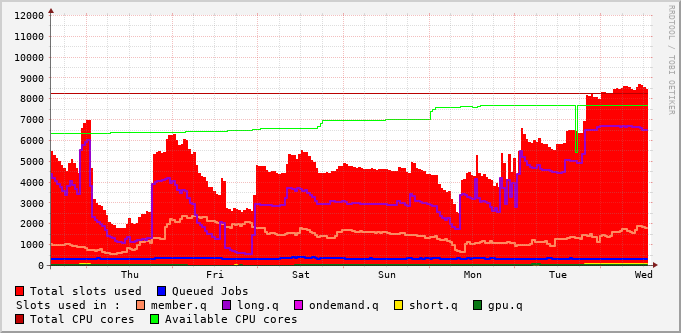 RRDTOOL / TOBI OETIKER
12000
11000
10000
9000
8000
7000
6000
5000
4000
3000
2000
1000
0
Thu Fri Sat Sun Mon Tue Wed
Total slots used Queued Jobs
Slots used in : member.q long.q ondemand.q short.q gpu.q
Total CPU cores Available CPU cores